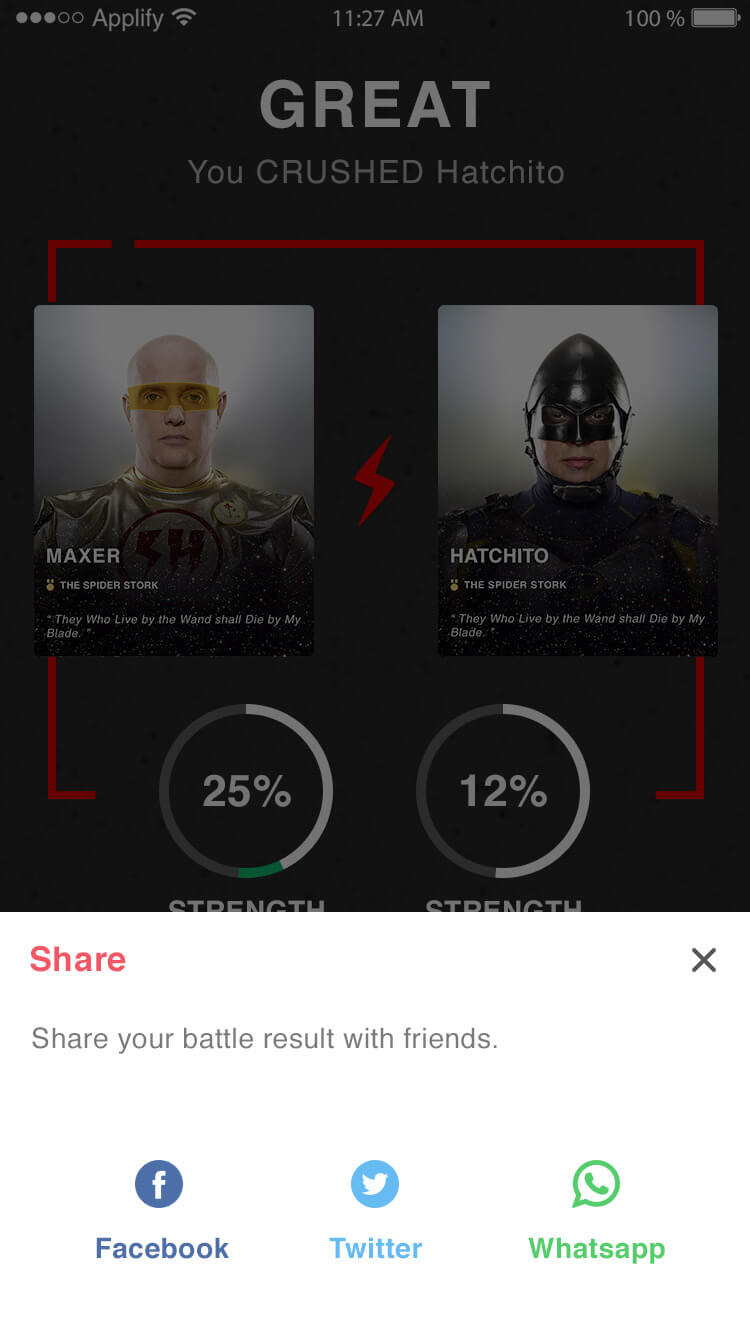 Applify 11:27 AM 100 %
GREAT
You CRUSHED Hatchito
SH
MAXER
THE SPIDER STORK
“ They Who Live by the Wand shall Die by My
Blade. ”
HATCHITO
THE SPIDER STORK
“ They Who Live by the Wand shall Die by My
Blade. ”
25% 12%
STRENGTH STRENGTH
Share
Share your battle result with friends.
Facebook Twitter Whatsapp